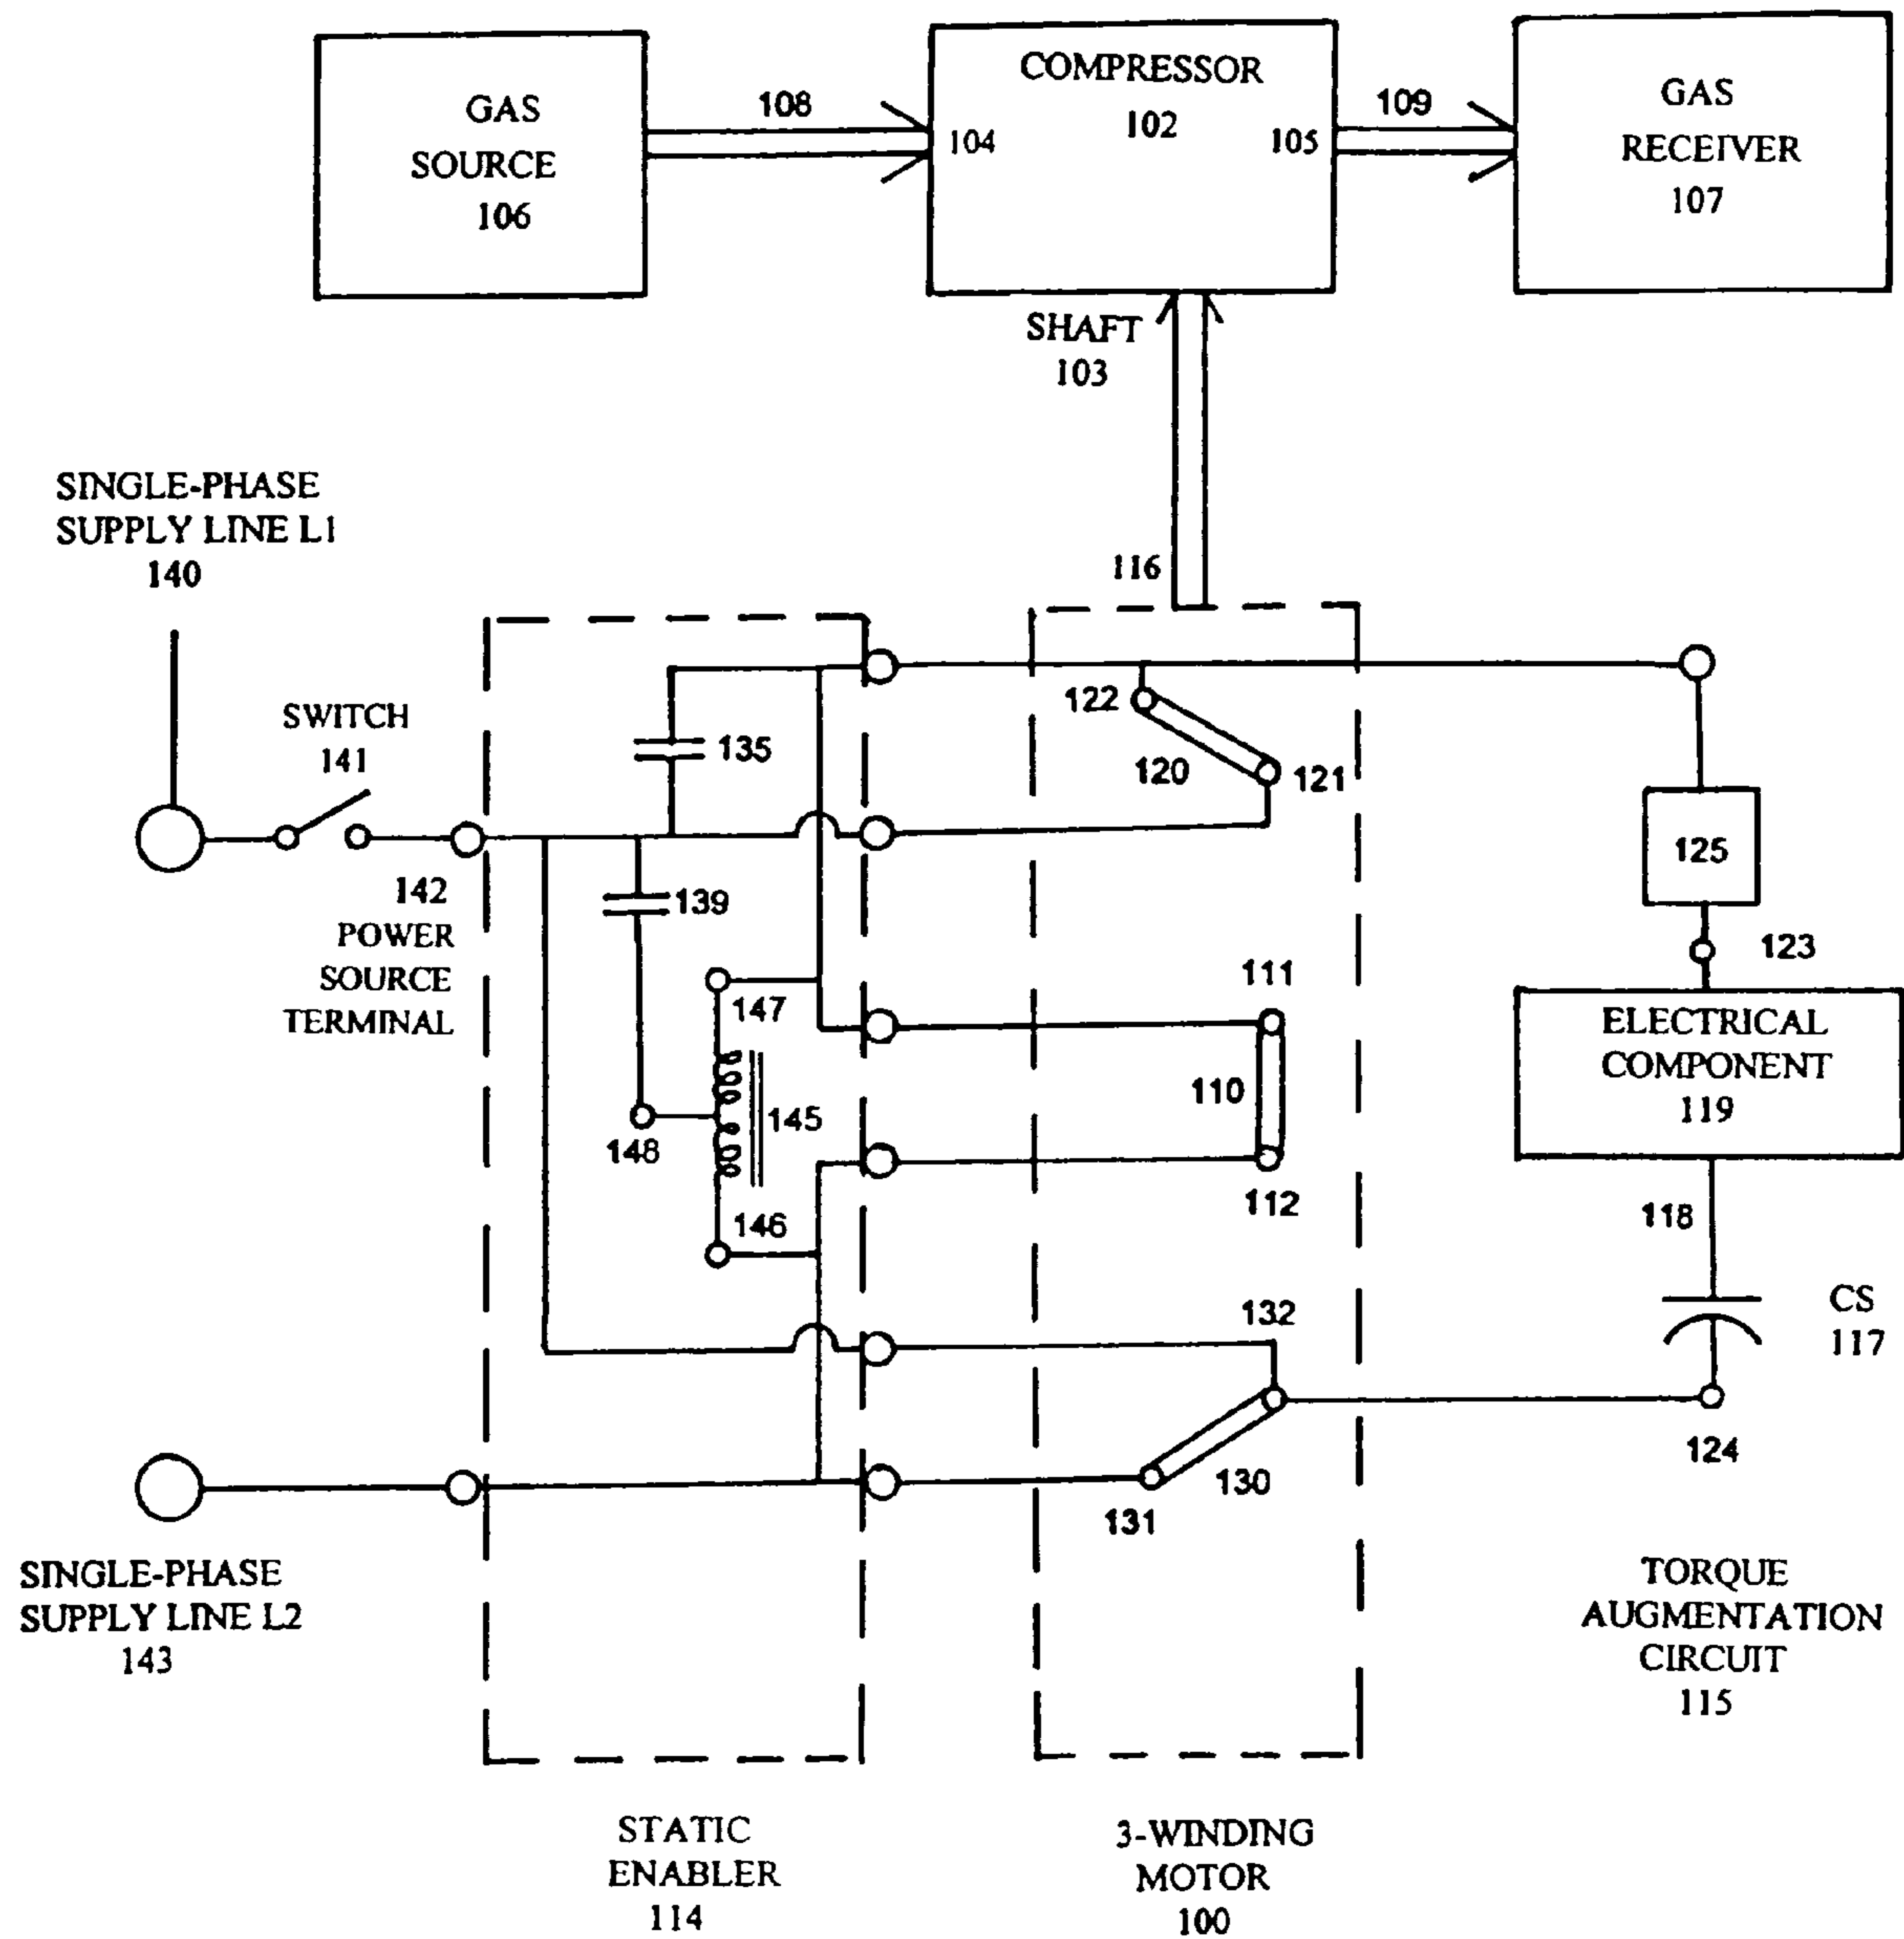 GAS
SOURCE
106
108
COMPRESSOR
102
104
105
109
GAS
RECEIVER
107
SHAFT
103
SINGLE-PHASE
SUPPLY LINE L1
140
116
SWITCH
141
135
122
120
121
125
142
POWER
SOURCE
TERMINAL
139
147
145
148
146
111
110
112
123
ELECTRICAL
COMPONENT
119
118
CS
117
132
130
131
124
SINGLE-PHASE
SUPPLY LINE L2
143
TORQUE
AUGMENTATION
CIRCUIT
115
STATIC
ENABLER
114
3-WINDING
MOTOR
100